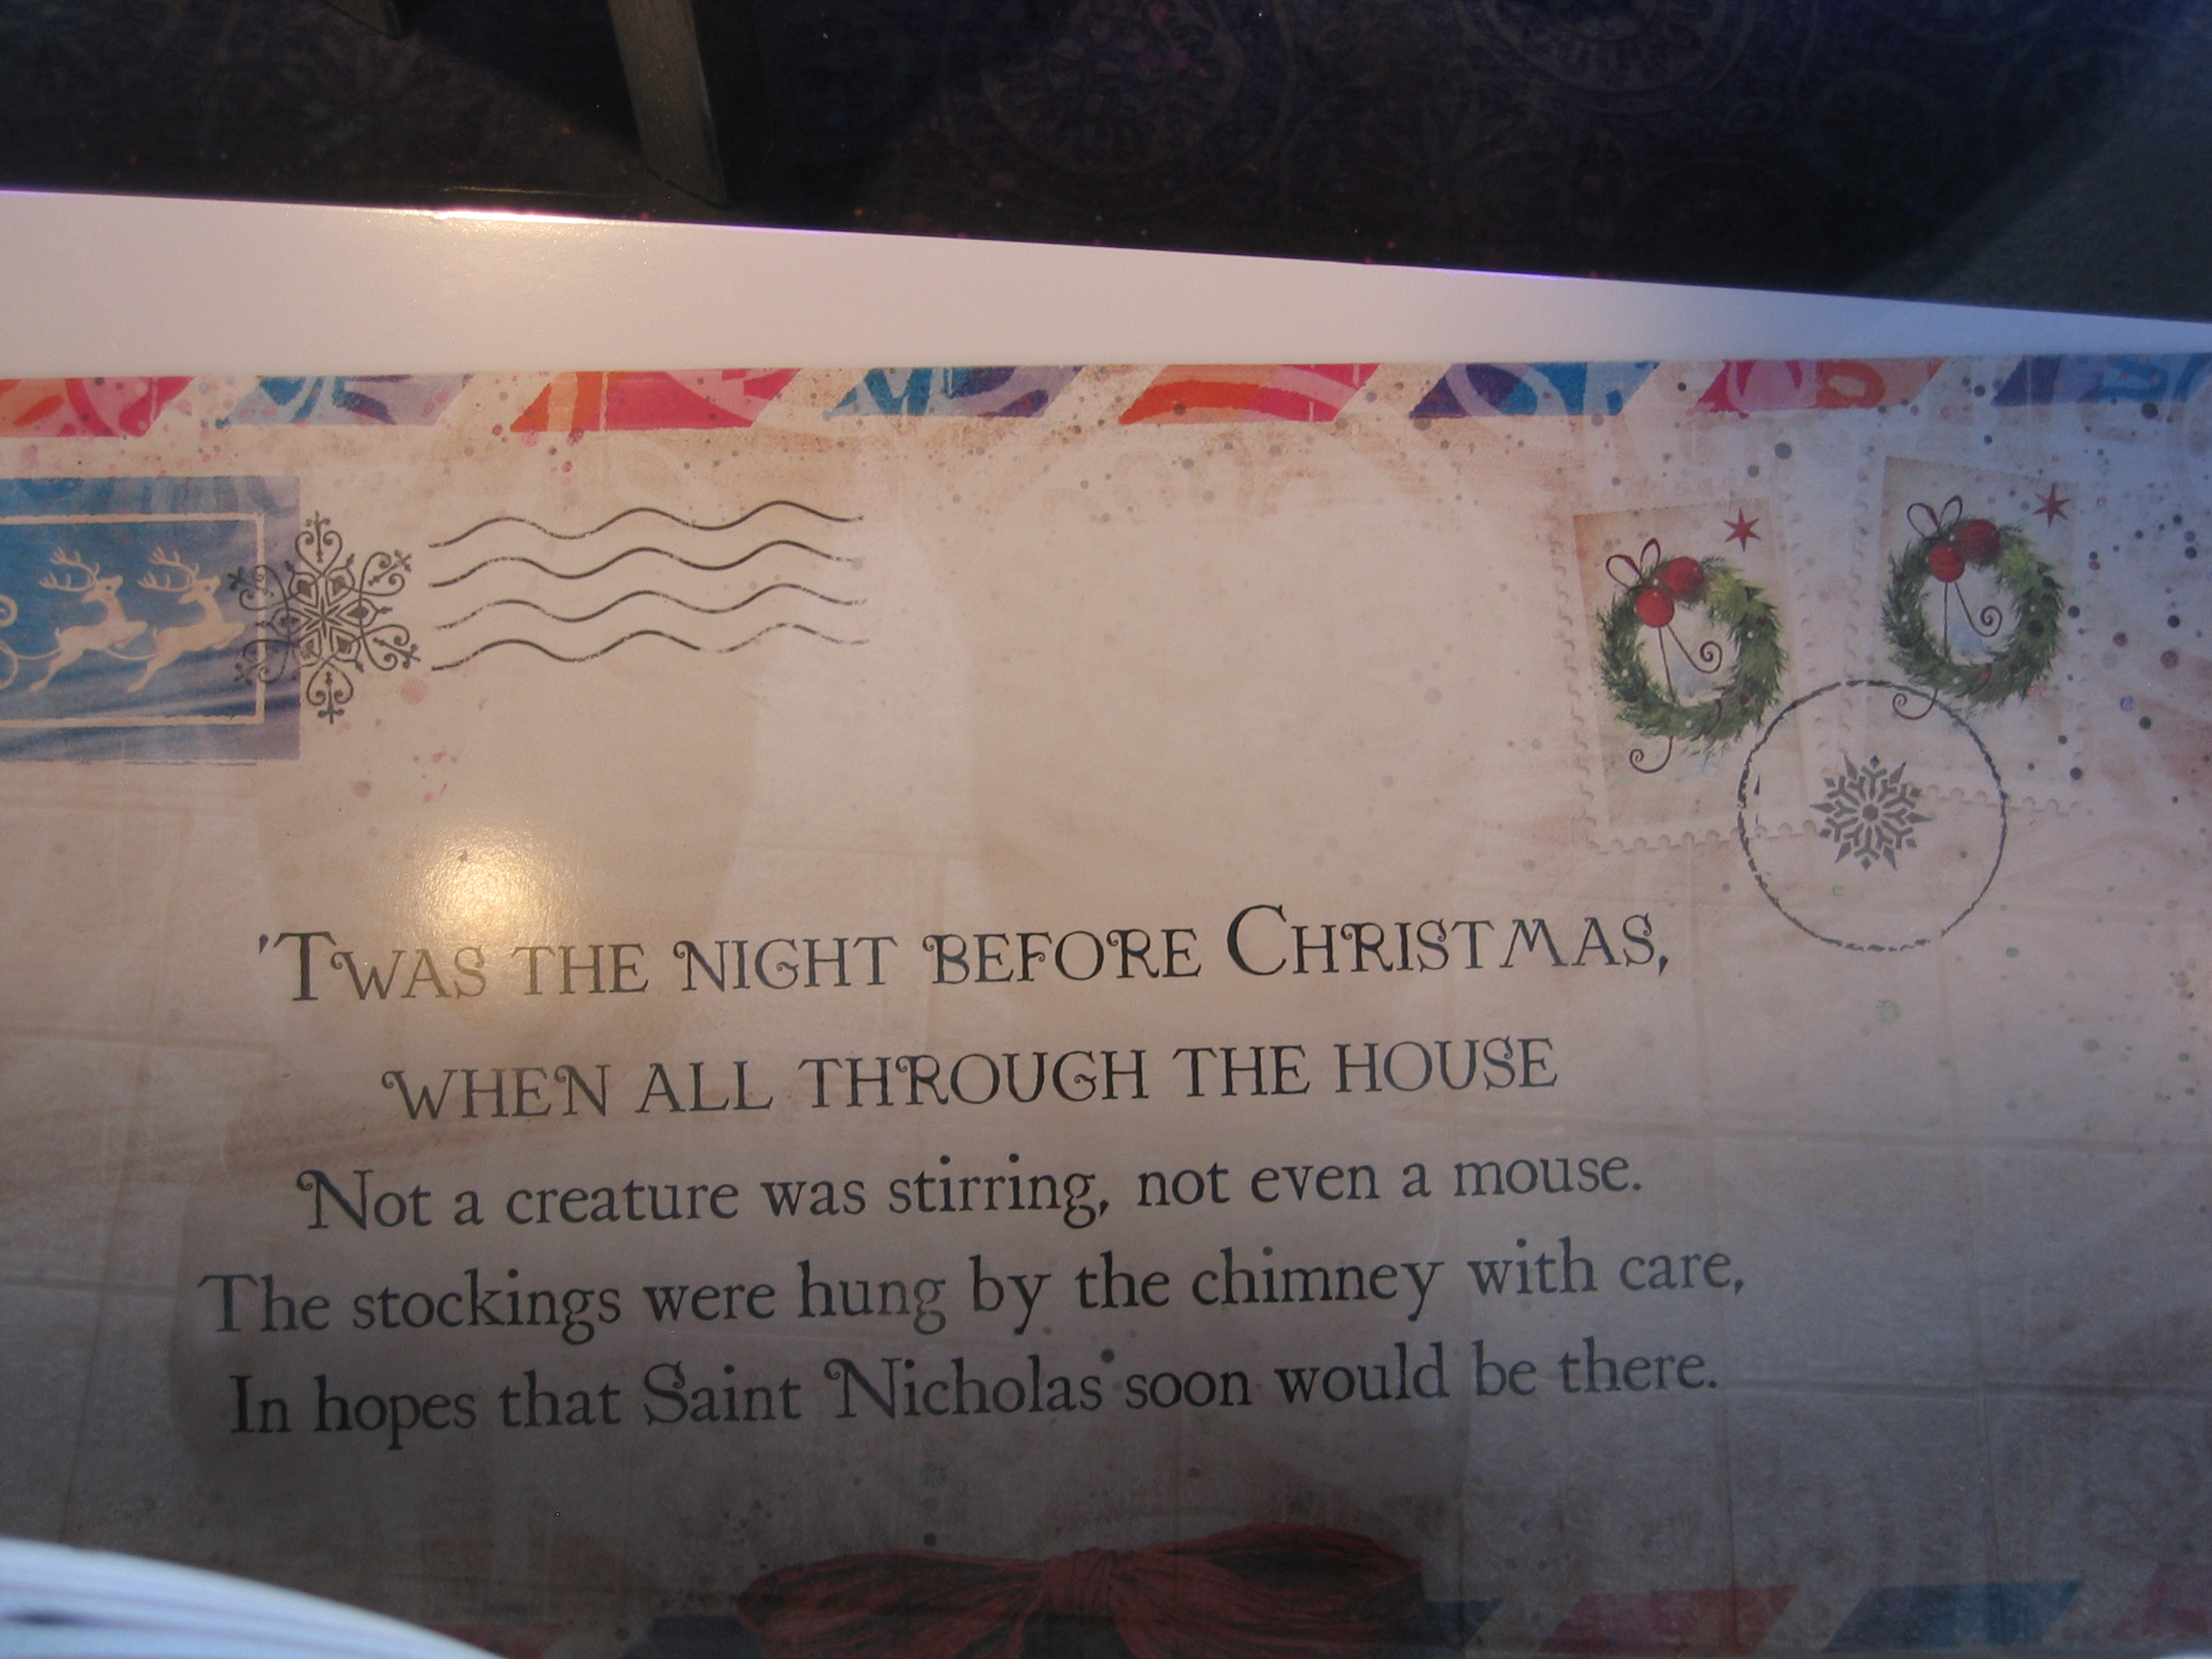 'TWAS THE NIGHT BEFORE CHRISTMAS,
WHEN ALL THROUGH THE HOUSE
Not a creature was stirring, not even a mouse.
The stockings were hung by the chimney with care,
In hopes that Saint Nicholas soon would be there.